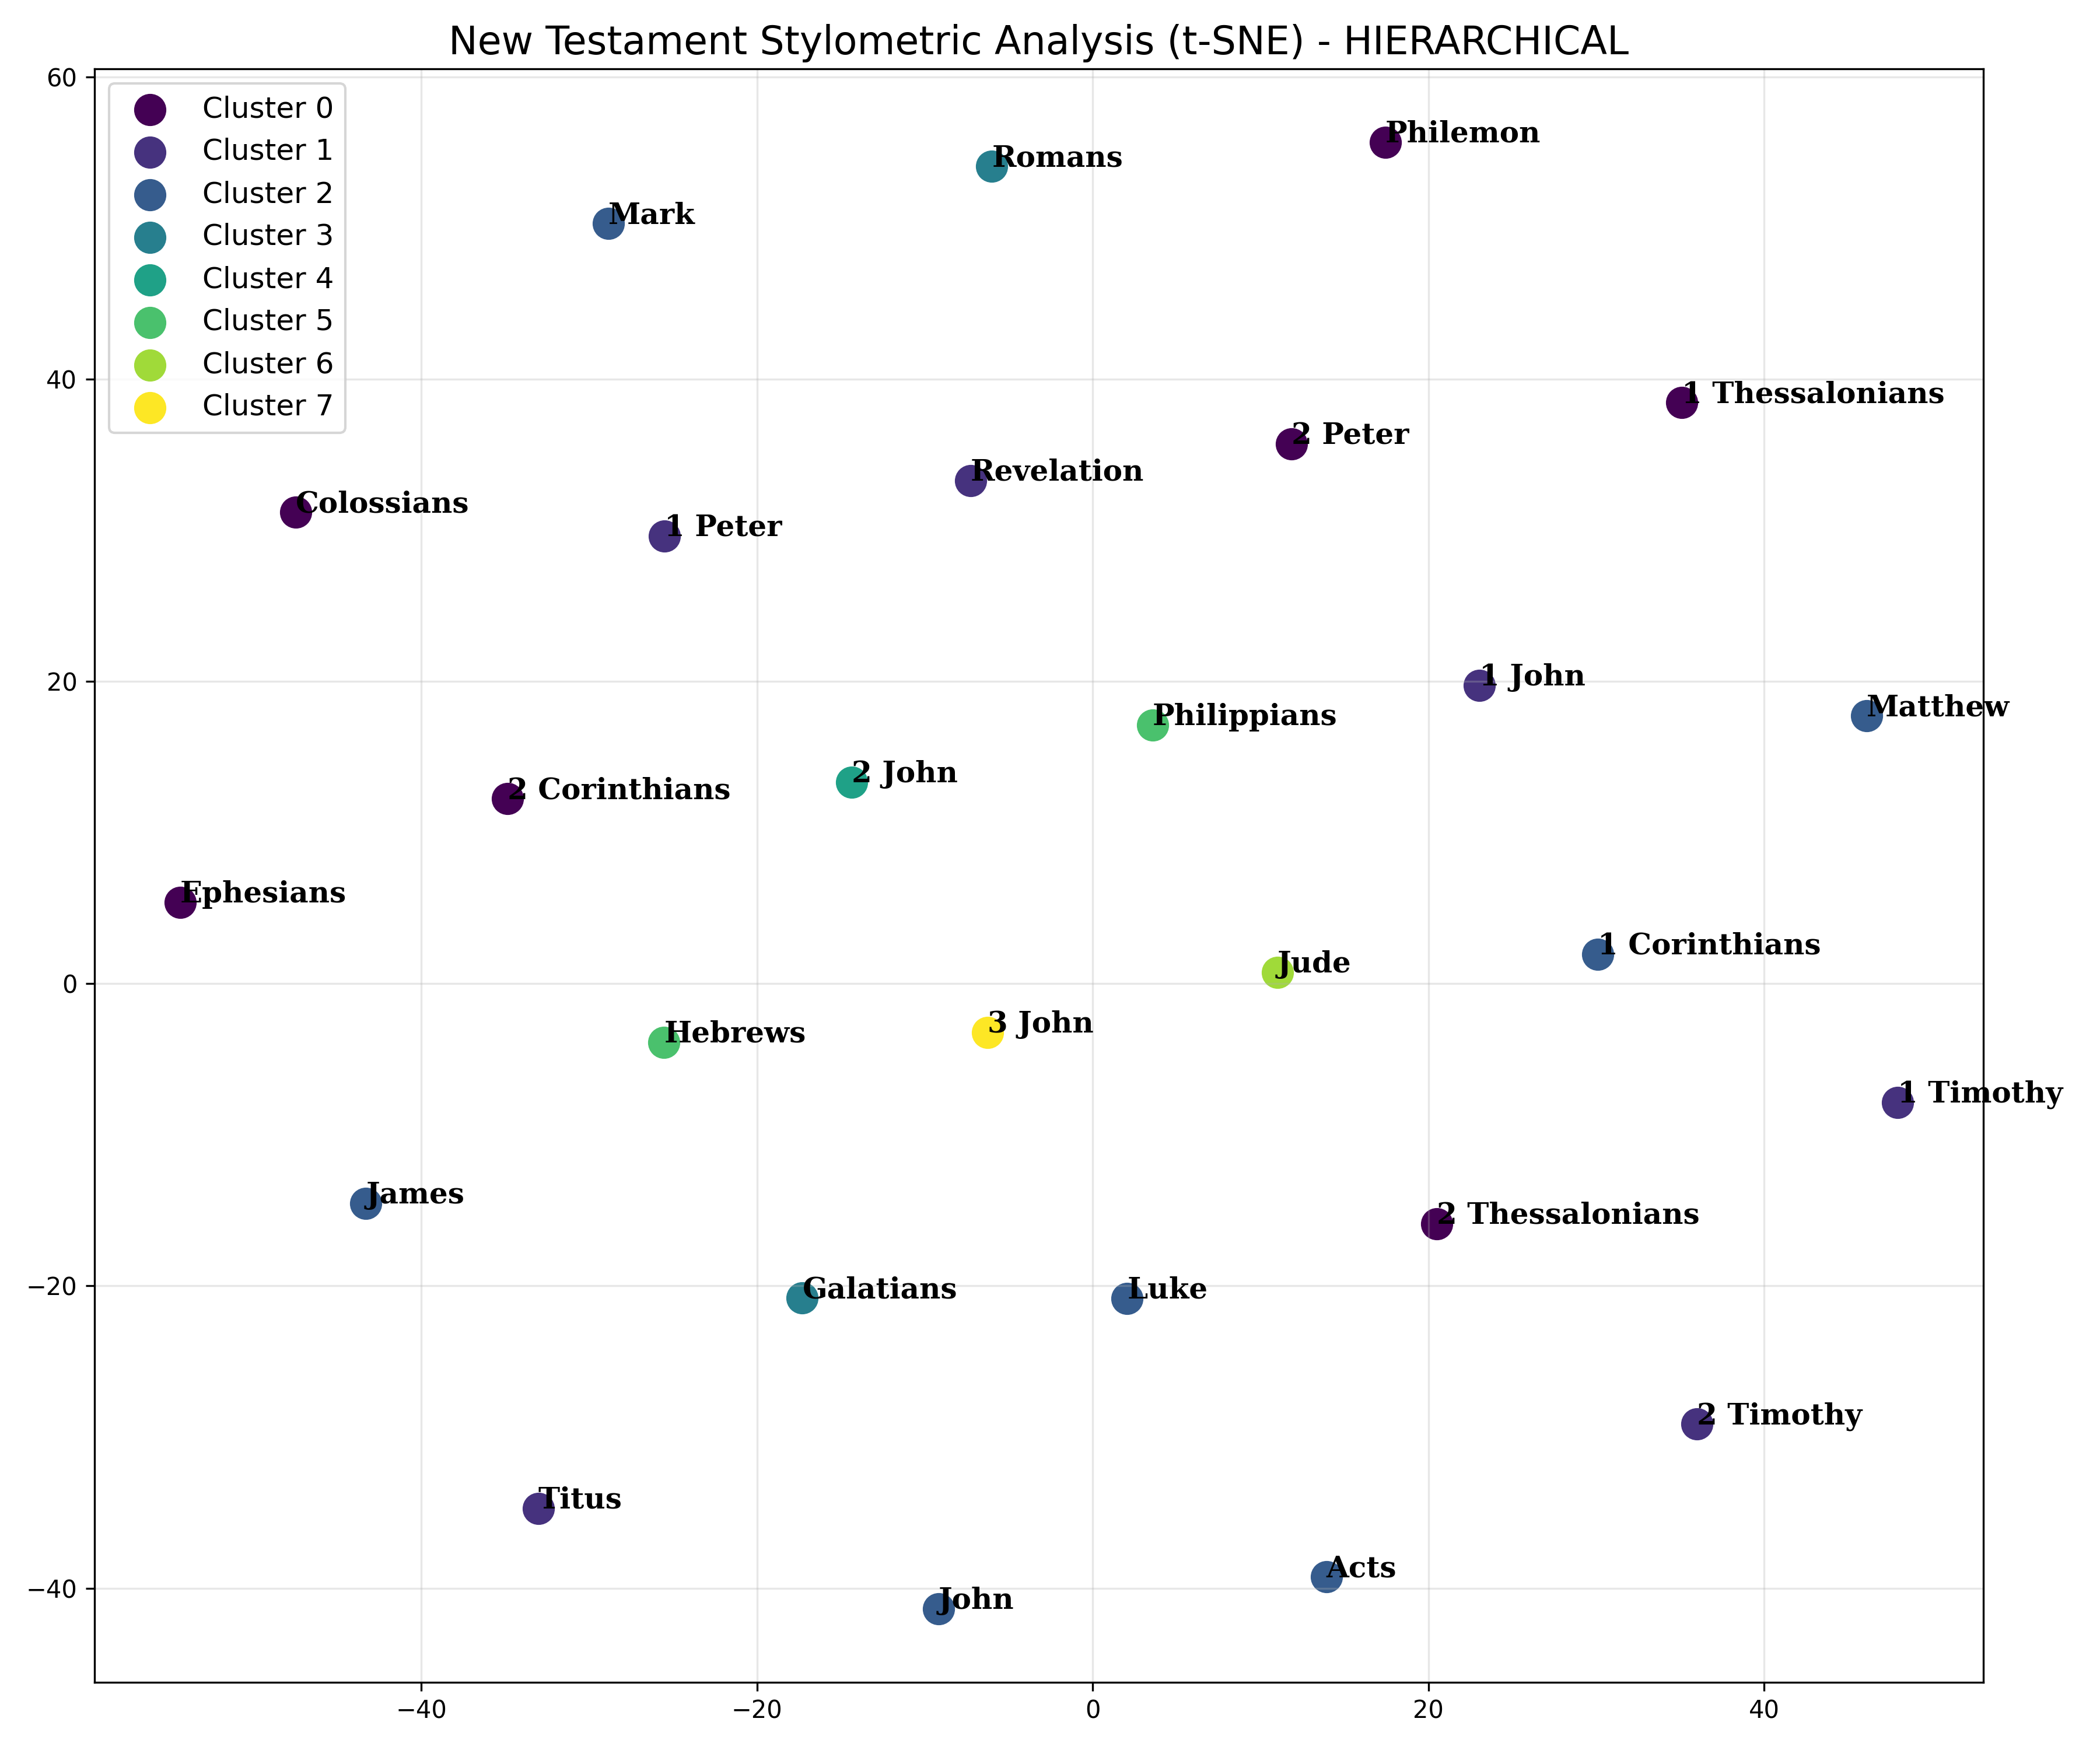 New Testament Stylometric Analysis (t-SNE) - HIERARCHICAL
60
40
20
0
−20
−40
Cluster 0
Cluster 1
Cluster 2
Cluster 3
Cluster 4
Cluster 5
Cluster 6
Cluster 7
Philemon
Romans
Mark
1 Thessalonians
2 Peter
Revelation
Colossians
1 Peter
1 John
Matthew
Philippians
2 John
2 Corinthians
Ephesians
1 Corinthians
Jude
3 John
Hebrews
1 Timothy
James
2 Thessalonians
Galatians
Luke
2 Timothy
Titus
Acts
John
−40
−20
0
20
40